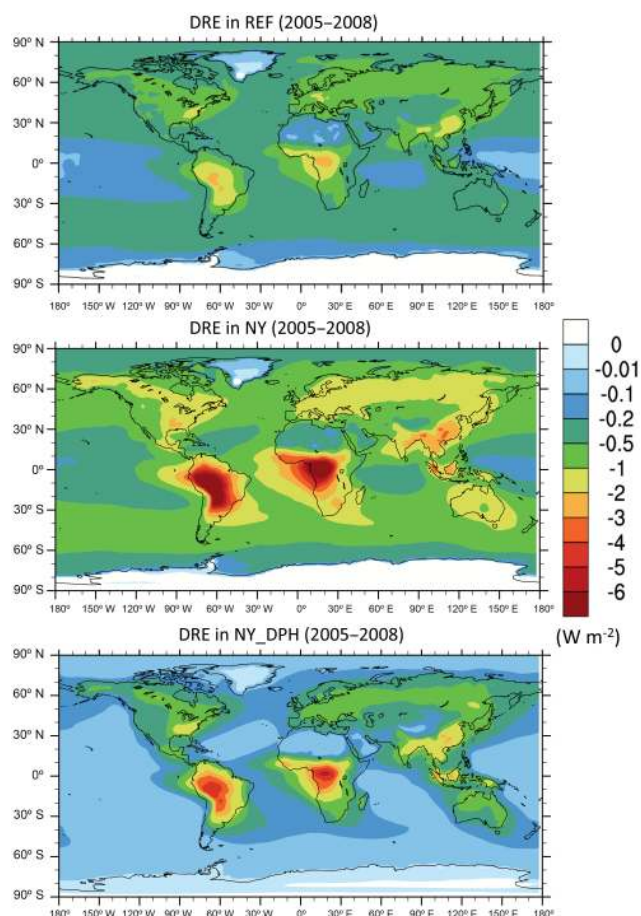 DRE in REF (2005–2008)
90° N
60° N
30° N
0°
30° S
60° S
90° S
180° 150° W 120° W 90° W 60° W 30° W 0° 30° E 60° E 90° E 120° E 150° E 180°
DRE in NY (2005–2008)
90° N
60° N
30° N
0°
30° S
60° S
90° S
180° 150° W 120° W 90° W 60° W 30° W 0° 30° E 60° E 90° E 120° E 150° E 180°
0
-0.01
-0.1
-0.2
-0.5
-1
-2
-3
-4
-5
-6
(W m⁻²)
DRE in NY_DPH (2005–2008)
90° N
60° N
30° N
0°
30° S
60° S
90° S
180° 150° W 120° W 90° W 60° W 30° W 0° 30° E 60° E 90° E 120° E 150° E 180°